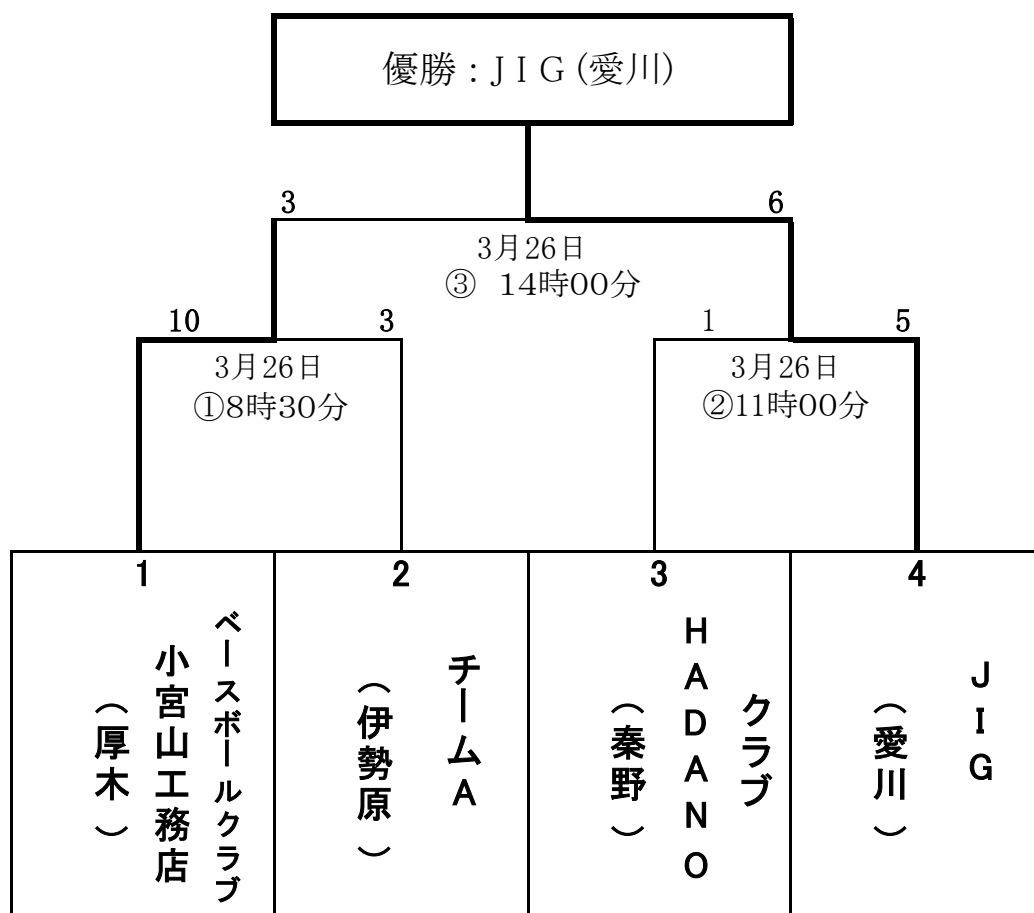 優勝：ＪＩＧ(愛川)
3
6
3月26日
③　14時00分
10
3
1
5
3月26日
①8時30分
3月26日
②11時00分
1
2
3
4
ベースボールクラブ
小宮山工務店
（厚木）
チームA
（伊勢原）
クラブ
HADANO
（秦野）
JIG
（愛川）